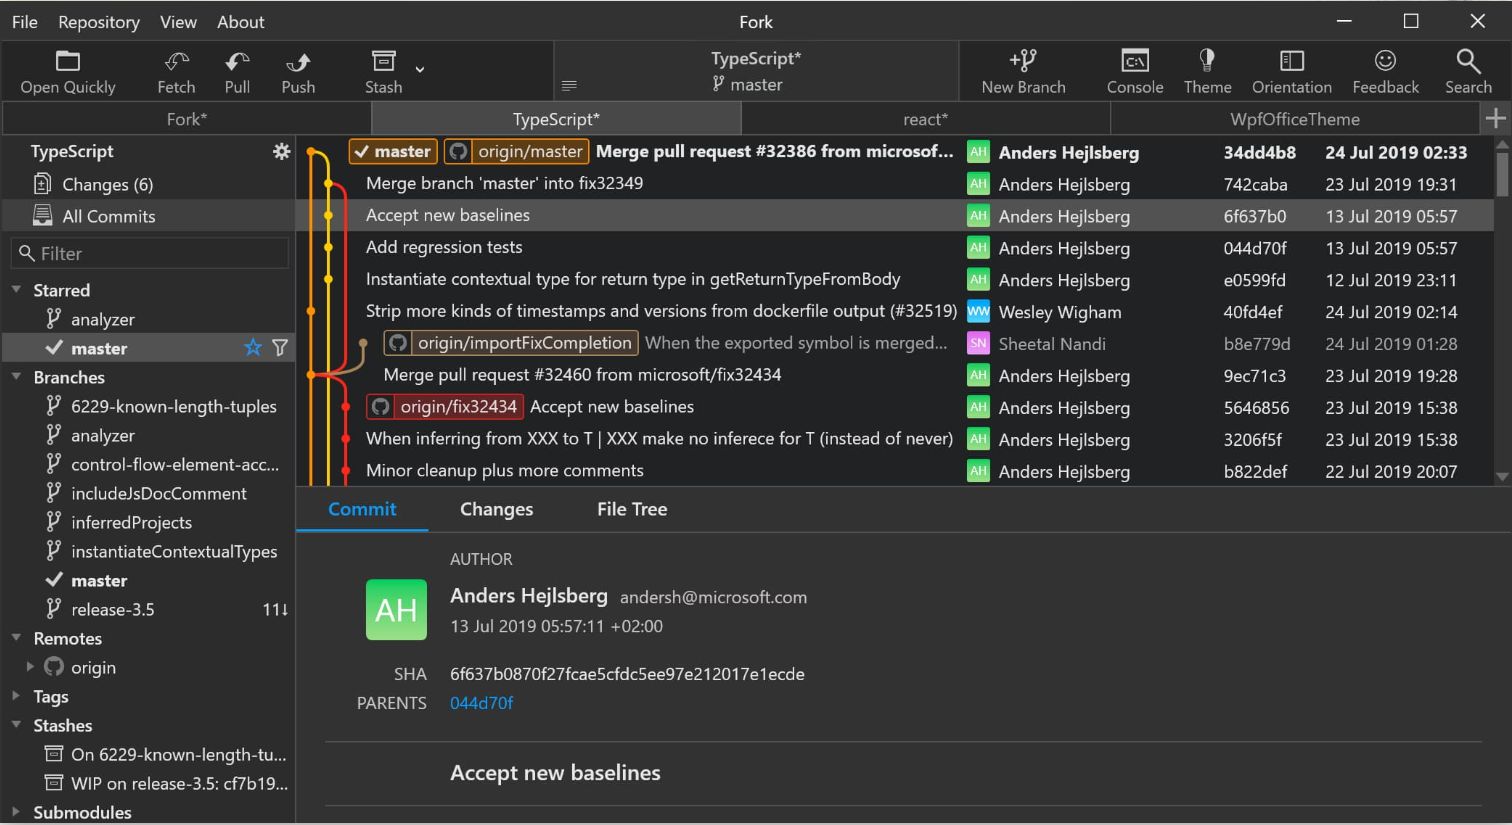 File Repository View About Fork
Open Quickly Fetch Pull Push Stash
TypeScript*
master
New Branch Console Theme Orientation Feedback Search
Fork* TypeScript* react* WpfOfficeTheme
TypeScript
Changes (6)
All Commits
Filter
Starred
analyzer
master
Branches
6229-known-length-tuples
analyzer
control-flow-element-acc...
includeJsDocComment
inferredProjects
instantiateContextualTypes
master
release-3.5 11↓
Remotes
origin
Tags
Stashes
On 6229-known-length-tu...
WIP on release-3.5: cf7b19...
Submodules
master origin/master Merge pull request #32386 from microsof... AH Anders Hejlsberg 34dd4b8 24 Jul 2019 02:33
Merge branch 'master' into fix32349 AH Anders Hejlsberg 742caba 23 Jul 2019 19:31
Accept new baselines AH Anders Hejlsberg 6f637b0 13 Jul 2019 05:57
Add regression tests AH Anders Hejlsberg 044d70f 13 Jul 2019 05:57
Instantiate contextual type for return type in getReturnTypeFromBody AH Anders Hejlsberg e0599fd 12 Jul 2019 23:11
Strip more kinds of timestamps and versions from dockerfile output (#32519) WW Wesley Wigham 40fd4ef 24 Jul 2019 02:14
origin/importFixCompletion When the exported symbol is merged... SN Sheetal Nandi b8e779d 24 Jul 2019 01:28
Merge pull request #32460 from microsoft/fix32434 AH Anders Hejlsberg 9ec71c3 23 Jul 2019 19:28
origin/fix32434 Accept new baselines AH Anders Hejlsberg 5646856 23 Jul 2019 15:38
When inferring from XXX to T | XXX make no inferece for T (instead of never) AH Anders Hejlsberg 3206f5f 23 Jul 2019 15:38
Minor cleanup plus more comments AH Anders Hejlsberg b822def 22 Jul 2019 20:07
Commit Changes File Tree
AUTHOR
AH
Anders Hejlsberg andersh@microsoft.com
13 Jul 2019 05:57:11 +02:00
SHA 6f637b0870f27fcae5cfdc5ee97e212017e1ecde
PARENTS 044d70f
Accept new baselines